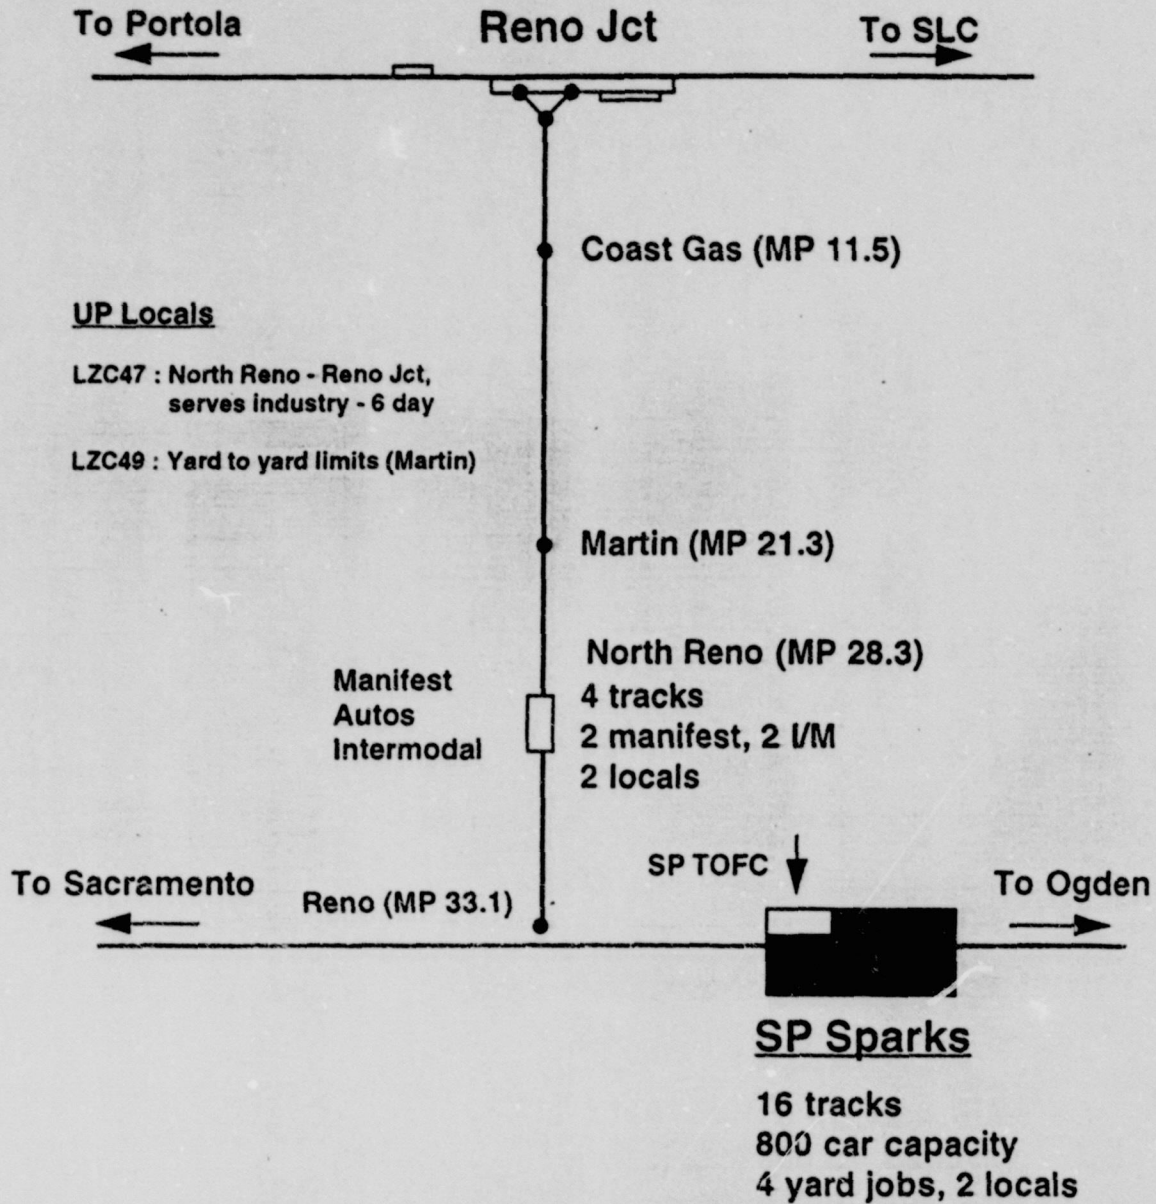 To Portola
Reno Jct
To SLC
Coast Gas (MP 11.5)
UP Locals
LZC47 : North Reno - Reno Jct,
serves industry - 6 day
LZC49 : Yard to yard limits (Martin)
Martin (MP 21.3)
North Reno (MP 28.3)
4 tracks
2 manifest, 2 I/M
2 locals
Manifest
Autos
Intermodal
SP TOFC
To Sacramento
Reno (MP 33.1)
To Ogden
SP Sparks
16 tracks
800 car capacity
4 yard jobs, 2 locals